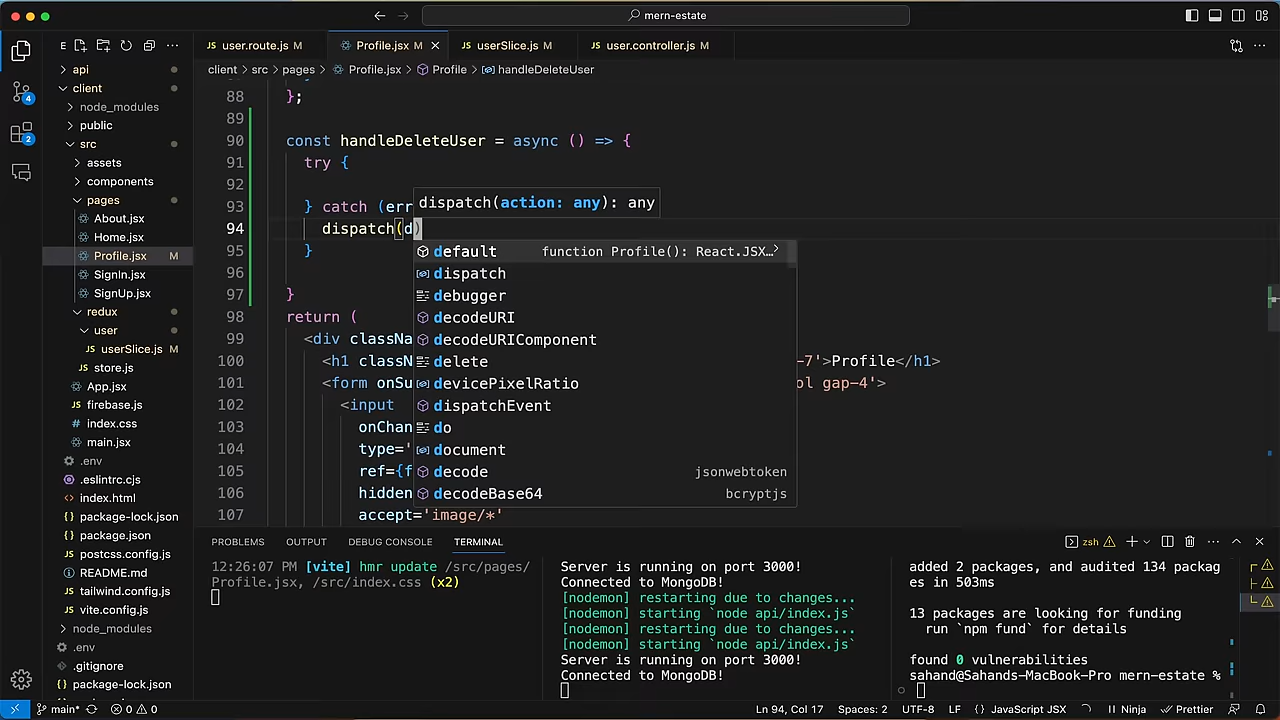 mern-estate
user.route.js M
Profile.jsx M
userSlice.js M
user.controller.js M
client > src > pages > Profile.jsx > Profile > handleDeleteUser
E
api
client
node_modules
public
src
assets
components
pages
About.jsx
Home.jsx
Profile.jsx M
SignIn.jsx
SignUp.jsx
redux
user
userSlice.js M
store.js
App.jsx
firebase.js
index.css
main.jsx
.env
.eslintrc.cjs
index.html
package-lock.json
package.json
postcss.config.js
README.md
tailwind.config.js
vite.config.js
node_modules
.env
.gitignore
package-lock.json
4
2
88 };
89
90 const handleDeleteUser = async () => {
91 try {
92
93 } catch (err
94 dispatch(d)
95 }
96
97 }
98 return (
99 <div classNa
100 <h1 classN -7'>Profile</h1>
101 <form onSu ol gap-4'>
102 <input
103 onChan
104 type='
105 ref={f
106 hidden
107 accept='image/*'
dispatch(action: any): any
default function Profile(): React.JSX…
dispatch
debugger
decodeURI
decodeURIComponent
delete
devicePixelRatio
dispatchEvent
do
document
decode jsonwebtoken
decodeBase64 bcryptjs
PROBLEMS OUTPUT DEBUG CONSOLE TERMINAL
zsh
12:26:07 PM [vite] hmr update /src/pages/
Profile.jsx, /src/index.css (x2)
Server is running on port 3000!
Connected to MongoDB!
[nodemon] restarting due to changes...
[nodemon] starting `node api/index.js`
[nodemon] restarting due to changes...
[nodemon] starting `node api/index.js`
Server is running on port 3000!
Connected to MongoDB!
added 2 packages, and audited 134 packag
es in 503ms
13 packages are looking for funding
run `npm fund` for details
found 0 vulnerabilities
sahand@Sahands-MacBook-Pro mern-estate %
main* 0 0 Ln 94, Col 17 Spaces: 2 UTF-8 LF {} JavaScript JSX Ninja Prettier